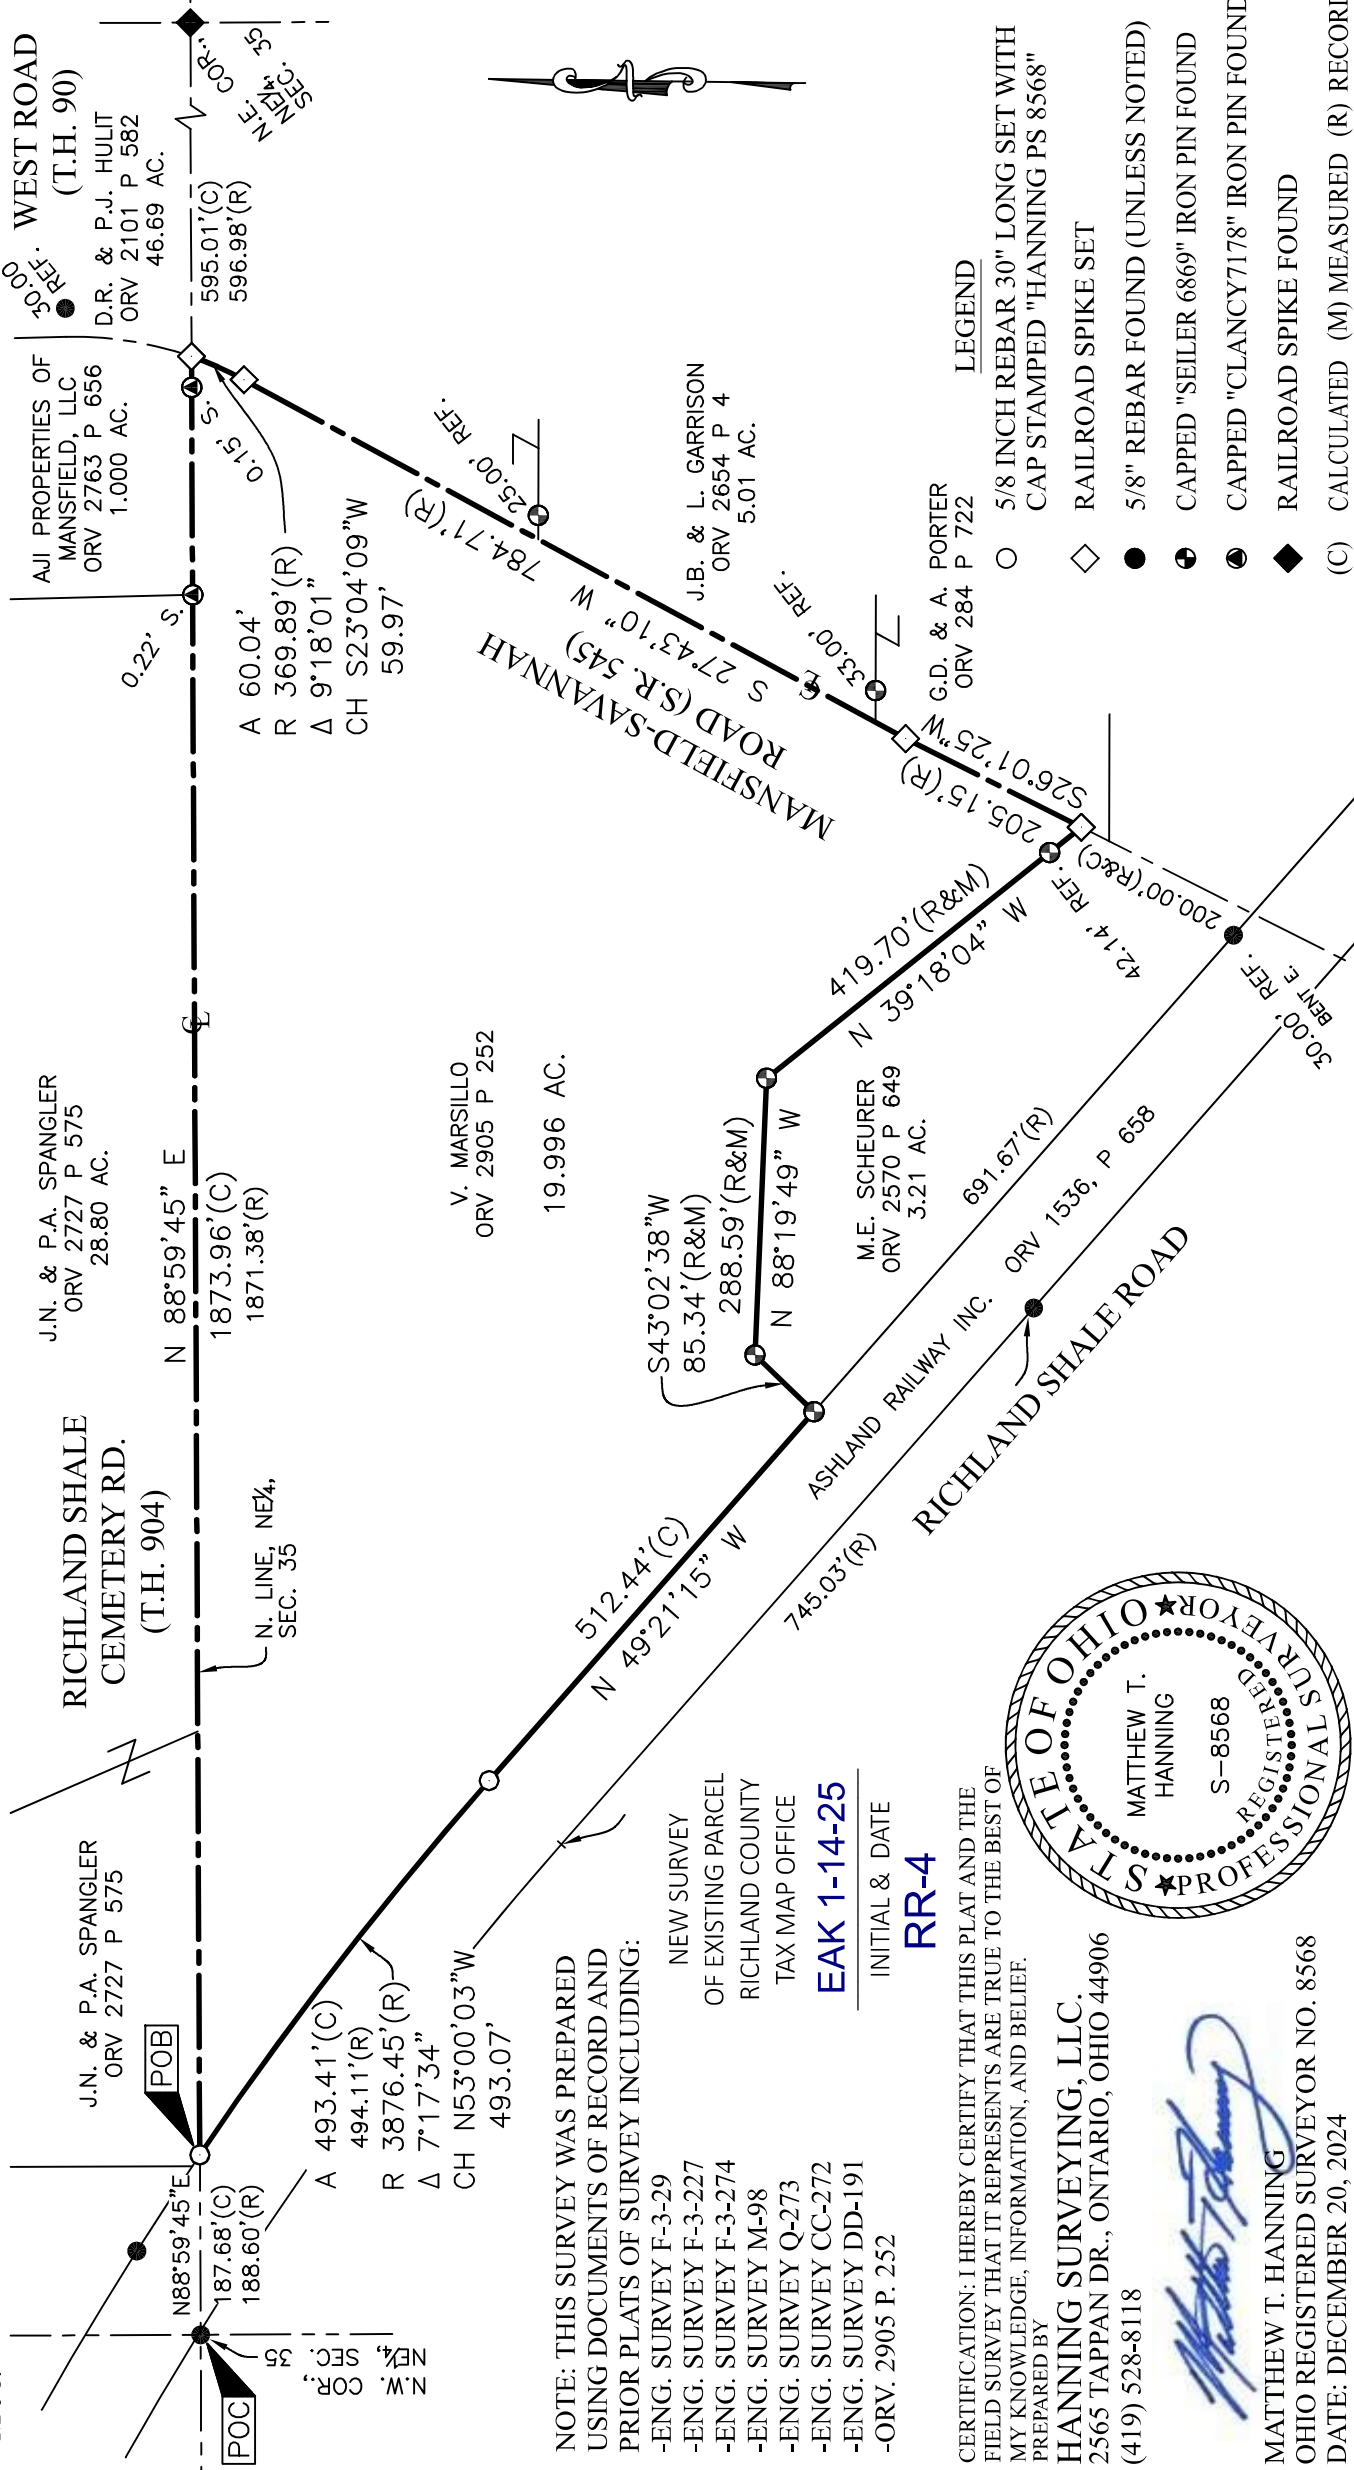 WEST ROAD
(T.H. 90)
30.00
REF.
D.R. & P.J. HULIT
ORV 2101 P 582
46.69 AC.
N.E. COR.,
NE¼,
SEC. 35
595.01'(C)
596.98'(R)
AJI PROPERTIES OF
MANSFIELD, LLC
ORV 2763 P 656
1.000 AC.
0.15' S.
0.22' S.
A 60.04'
R 369.89'(R)
Δ 9°18'01"
CH S23°04'09"W
59.97'
J.N. & P.A. SPANGLER
ORV 2727 P 575
28.80 AC.
N 88°59'45" E
1873.96'(C)
1871.38'(R)
RICHLAND SHALE
CEMETERY RD.
(T.H. 904)
N. LINE, NE¼,
SEC. 35
J.N. & P.A. SPANGLER
ORV 2727 P 575
POB
N88°59'45"E
187.68'(C)
188.60'(R)
N.W. COR.,
NE¼, SEC. 35
POC
A 493.41'(C)
494.11'(R)
R 3876.45'(R)
Δ 7°17'34"
CH N53°00'03"W
493.07'
512.44'(C)
N 49°21'15" W
745.03'(R)
S43°02'38"W
85.34'(R&M)
288.59'(R&M)
N 88°19'49" W
419.70'(R&M)
N 39°18'04" W
42.14' REF.
V. MARSILLO
ORV 2905 P 252
19.996 AC.
MANSFIELD-SAVANNAH
ROAD (S.R. 545)
S 27°43'10" W
784.71'(R)
25.00' REF.
33.00' REF.
J.B. & L. GARRISON
ORV 2654 P 4
5.01 AC.
G.D. & A. PORTER
ORV 284 P 722
S26°01'25"W
205.15'(R)
200.00'(R&C)
30.00' REF.
BENT E.
M.E. SCHEURER
ORV 2570 P 649
3.21 AC.
691.67'(R)
ASHLAND RAILWAY INC. ORV 1536, P 658
RICHLAND SHALE ROAD
LEGEND
5/8 INCH REBAR 30" LONG SET WITH
CAP STAMPED "HANNING PS 8568"
RAILROAD SPIKE SET
5/8" REBAR FOUND (UNLESS NOTED)
CAPPED "SEILER 6869" IRON PIN FOUND
CAPPED "CLANCY7178" IRON PIN FOUND
RAILROAD SPIKE FOUND
(C) CALCULATED (M) MEASURED (R) RECORD
NOTE: THIS SURVEY WAS PREPARED
USING DOCUMENTS OF RECORD AND
PRIOR PLATS OF SURVEY INCLUDING:
-ENG. SURVEY F-3-29
-ENG. SURVEY F-3-227
-ENG. SURVEY F-3-274
-ENG. SURVEY M-98
-ENG. SURVEY Q-273
-ENG. SURVEY CC-272
-ENG. SURVEY DD-191
-ORV. 2905 P. 252
NEW SURVEY
OF EXISTING PARCEL
RICHLAND COUNTY
TAX MAP OFFICE
EAK 1-14-25
INITIAL & DATE
RR-4
CERTIFICATION: I HEREBY CERTIFY THAT THIS PLAT AND THE
FIELD SURVEY THAT IT REPRESENTS ARE TRUE TO THE BEST OF
MY KNOWLEDGE, INFORMATION, AND BELIEF.
PREPARED BY
HANNING SURVEYING, LLC.
2565 TAPPAN DR., ONTARIO, OHIO 44906
(419) 528-8118
STATE OF OHIO
MATTHEW T.
HANNING
S-8568
REGISTERED
PROFESSIONAL SURVEYOR
MATTHEW T. HANNING
OHIO REGISTERED SURVEYOR NO. 8568
DATE: DECEMBER 20, 2024